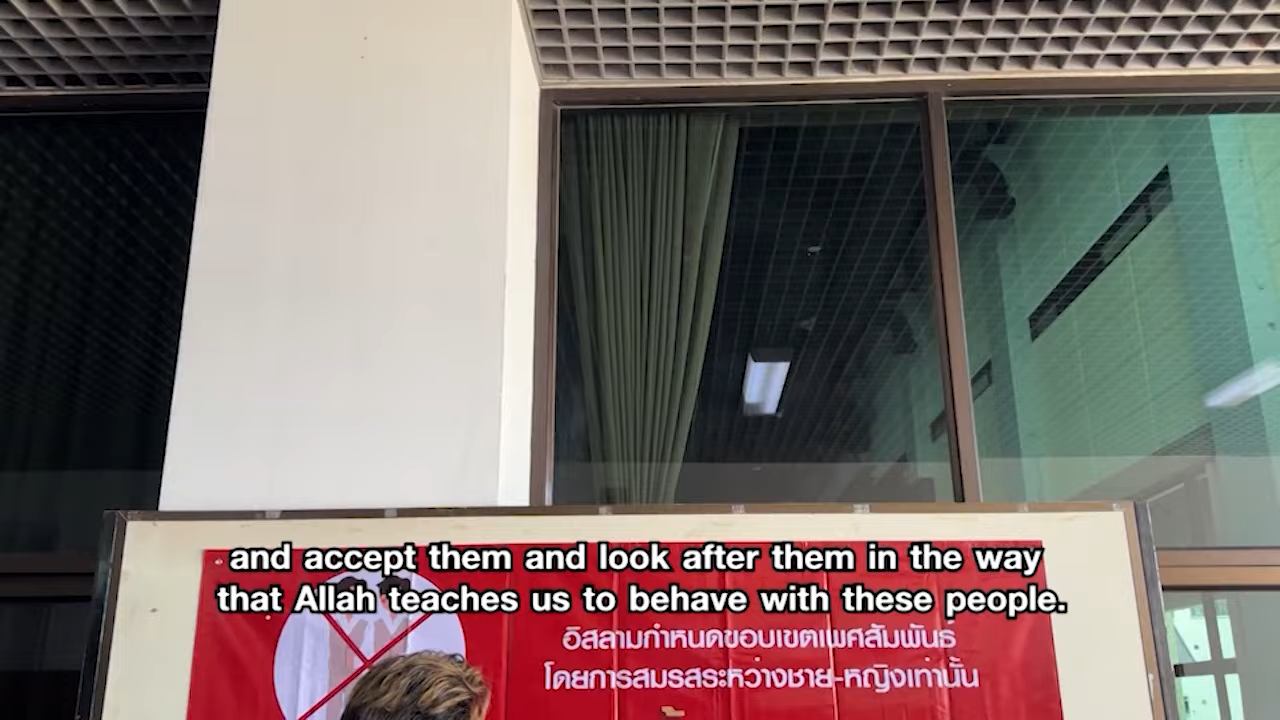 and accept them and look after them in the way
that Allah teaches us to behave with these people.
อิสลามกำหนดขอบเขตเพศสัมพันธ์
โดยการสมรสระหว่างชาย-หญิงเท่านั้น